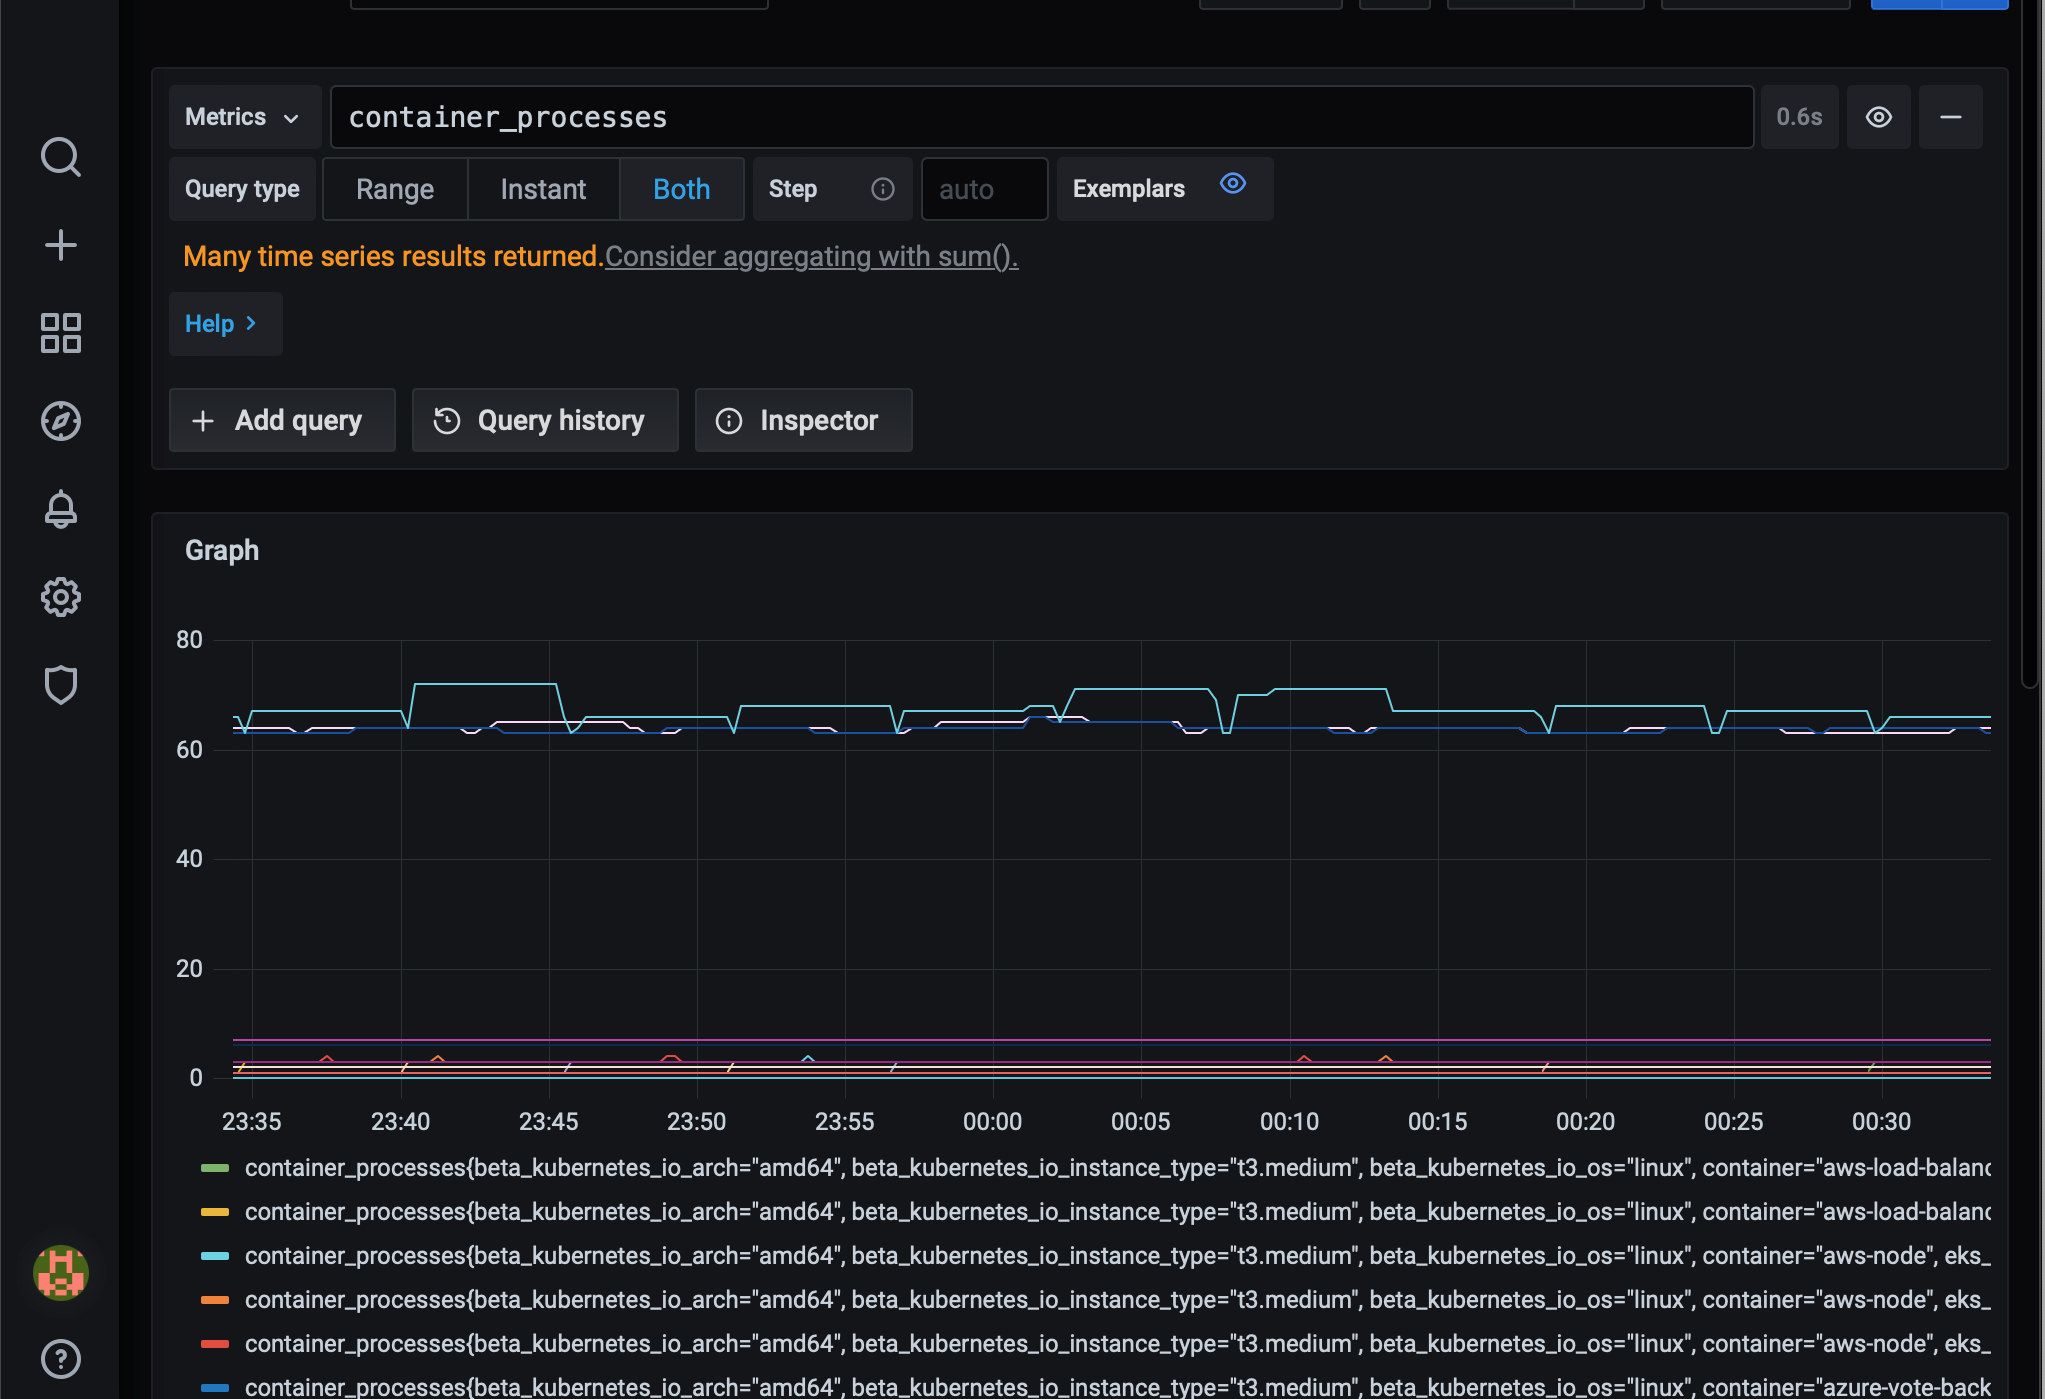 Metrics
container_processes
0.6s
Query type
Range
Instant
Both
Step
auto
Exemplars
Many time series results returned.Consider aggregating with sum().
Help
Add query
Query history
Inspector
Graph
80
60
40
20
0
23:35 23:40 23:45 23:50 23:55 00:00 00:05 00:10 00:15 00:20 00:25 00:30
container_processes{beta_kubernetes_io_arch="amd64", beta_kubernetes_io_instance_type="t3.medium", beta_kubernetes_io_os="linux", container="aws-load-balanc
container_processes{beta_kubernetes_io_arch="amd64", beta_kubernetes_io_instance_type="t3.medium", beta_kubernetes_io_os="linux", container="aws-load-balanc
container_processes{beta_kubernetes_io_arch="amd64", beta_kubernetes_io_instance_type="t3.medium", beta_kubernetes_io_os="linux", container="aws-node", eks_
container_processes{beta_kubernetes_io_arch="amd64", beta_kubernetes_io_instance_type="t3.medium", beta_kubernetes_io_os="linux", container="aws-node", eks_
container_processes{beta_kubernetes_io_arch="amd64", beta_kubernetes_io_instance_type="t3.medium", beta_kubernetes_io_os="linux", container="aws-node", eks_
container_processes{beta_kubernetes_io_arch="amd64", beta_kubernetes_io_instance_type="t3.medium", beta_kubernetes_io_os="linux", container="azure-vote-back